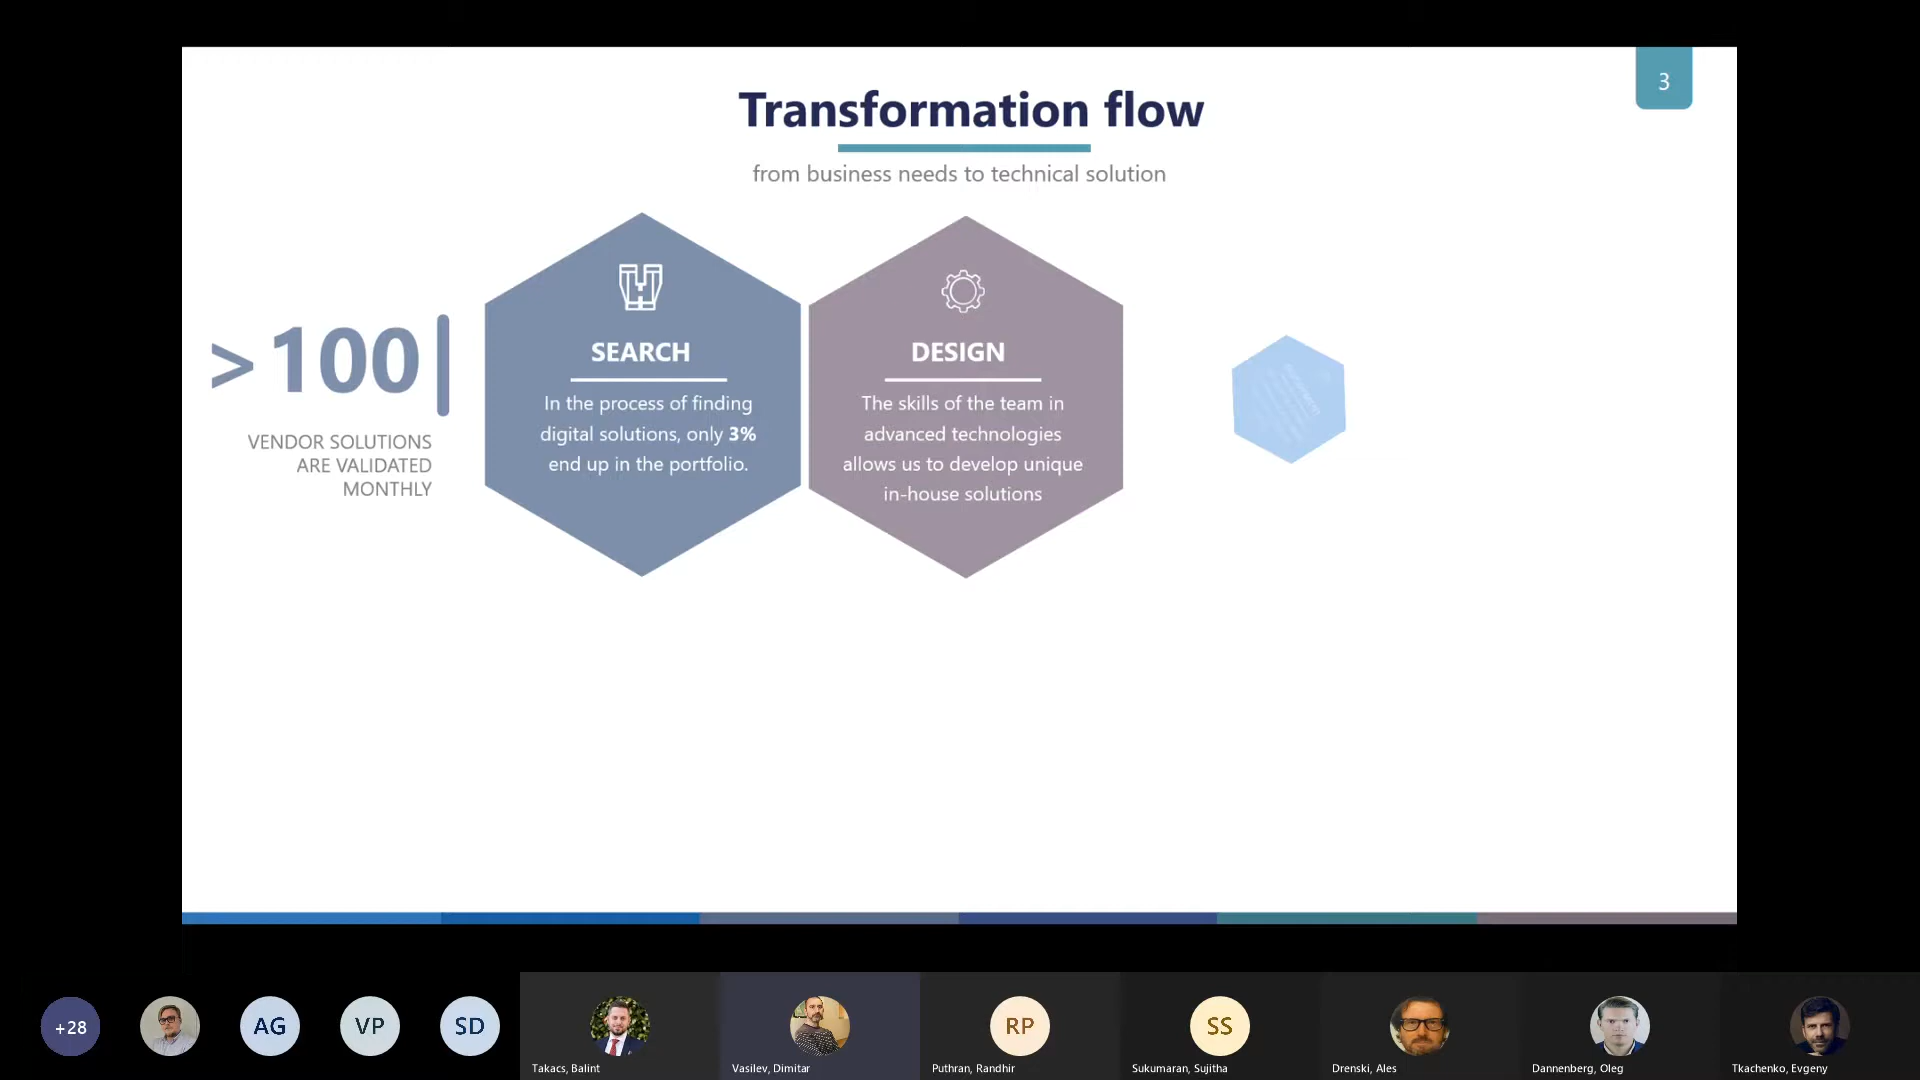 3
Transformation flow
from business needs to technical solution
>100
VENDOR SOLUTIONS
ARE VALIDATED
MONTHLY
SEARCH
In the process of finding
digital solutions, only 3%
end up in the portfolio.
DESIGN
The skills of the team in
advanced technologies
allows us to develop unique
in-house solutions
+28
AG
VP
SD
Takacs, Balint
Vasilev, Dimitar
RP
Puthran, Randhir
SS
Sukumaran, Sujitha
Drenski, Ales
Dannenberg, Oleg
Tkachenko, Evgeny